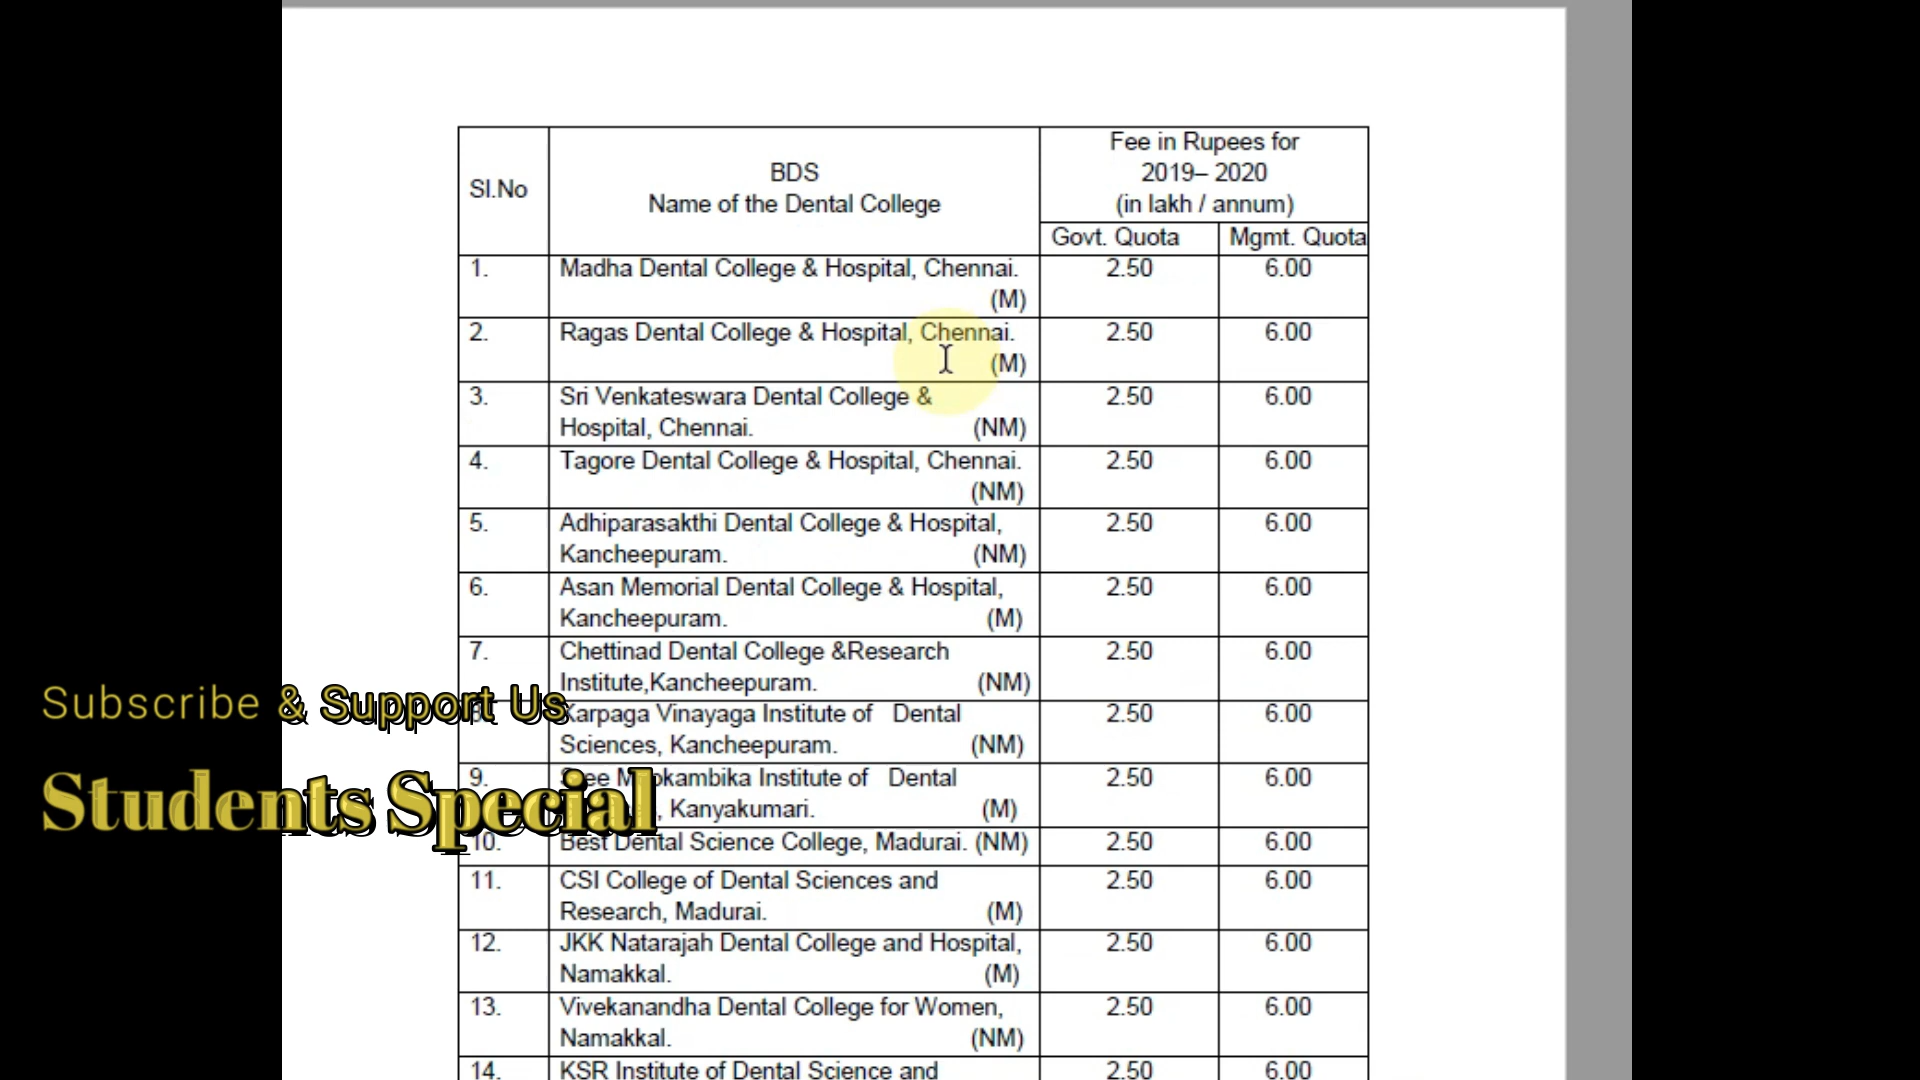 Sl.No
BDS
Name of the Dental College
Fee in Rupees for
2019– 2020
(in lakh / annum)
Govt. Quota Mgmt. Quota
1. Madha Dental College & Hospital, Chennai. 2.50 6.00
(M)
2. Ragas Dental College & Hospital, Chennai. 2.50 6.00
(M)
3. Sri Venkateswara Dental College & 2.50 6.00
Hospital, Chennai. (NM)
4. Tagore Dental College & Hospital, Chennai. 2.50 6.00
(NM)
5. Adhiparasakthi Dental College & Hospital, 2.50 6.00
Kancheepuram. (NM)
6. Asan Memorial Dental College & Hospital, 2.50 6.00
Kancheepuram. (M)
7. Chettinad Dental College &Research 2.50 6.00
Institute,Kancheepuram. (NM)
Subscribe & Support Us
Karpaga Vinayaga Institute of Dental 2.50 6.00
Sciences, Kancheepuram. (NM)
Students Special
9. Institute of Dental 2.50 6.00
, Kanyakumari. (M)
10. Best Dental Science College, Madurai. (NM) 2.50 6.00
11. CSI College of Dental Sciences and 2.50 6.00
Research, Madurai. (M)
12. JKK Natarajah Dental College and Hospital, 2.50 6.00
Namakkal. (M)
13. Vivekanandha Dental College for Women, 2.50 6.00
Namakkal. (NM)
14. KSR Institute of Dental Science and 2.50 6.00